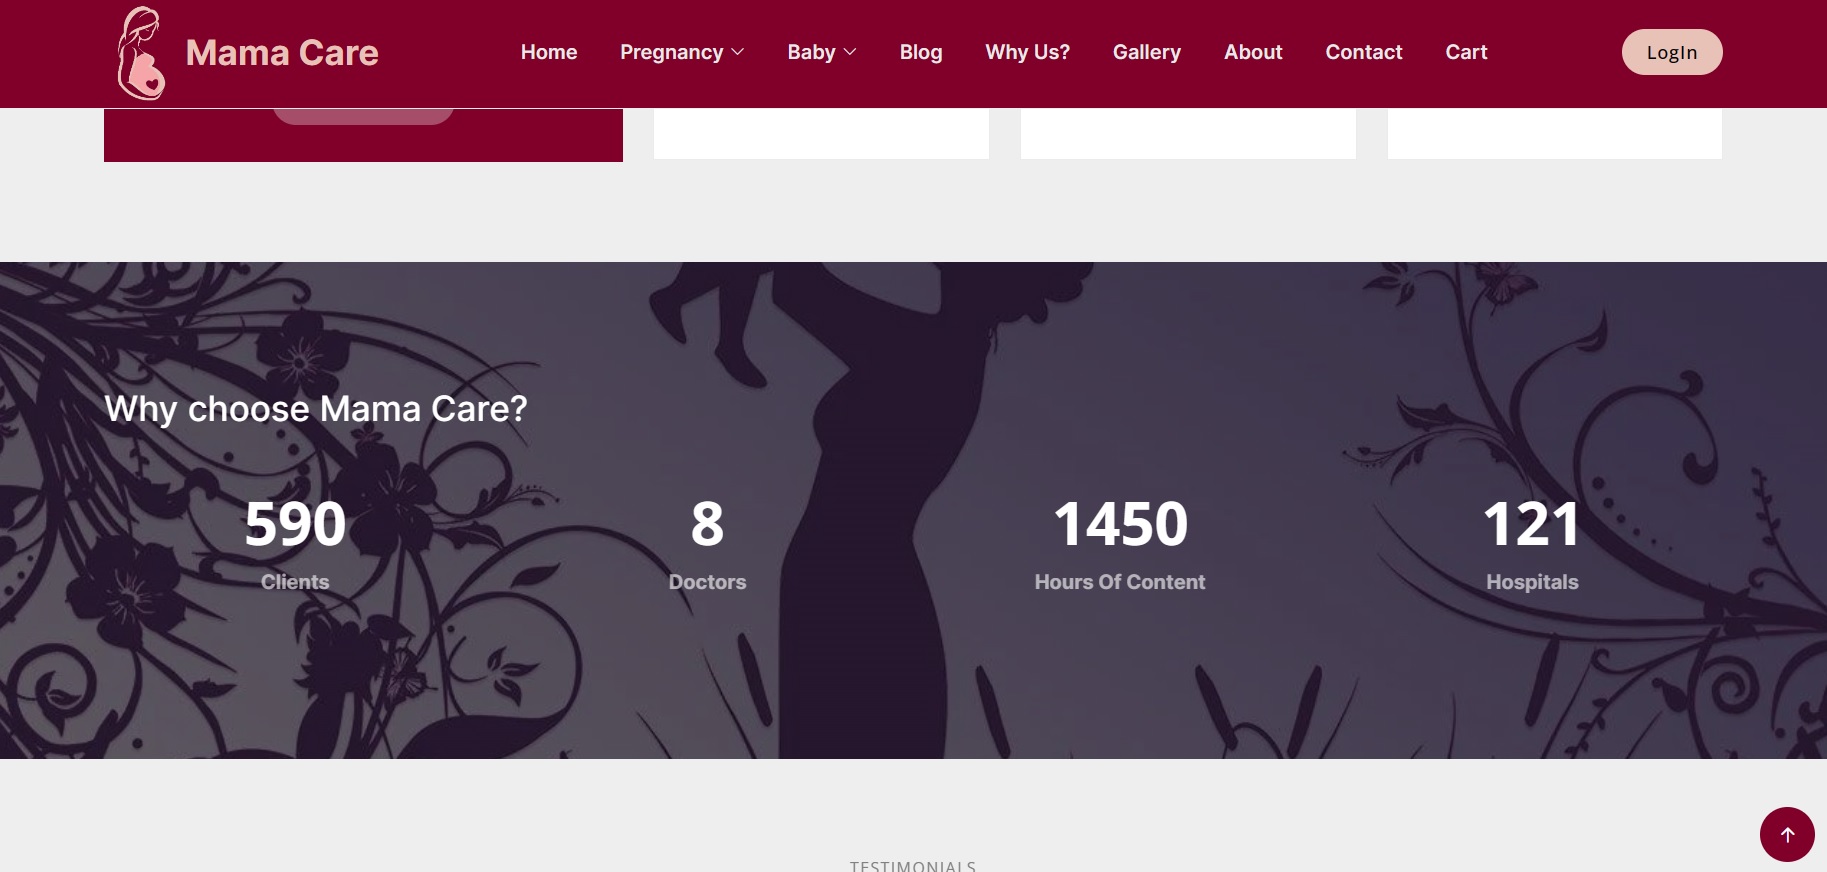 Mama Care
Home Pregnancy Baby Blog Why Us? Gallery About Contact Cart
LogIn
Why choose Mama Care?
590
Clients
8
Doctors
1450
Hours Of Content
121
Hospitals
TESTIMONIALS